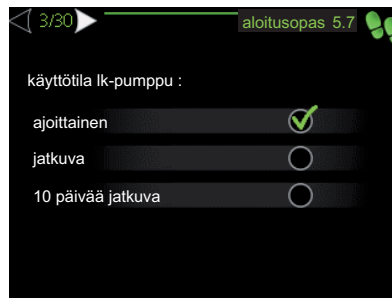 3/30 aloitusopas 5.7
käyttötila lk-pumppu :
ajoittainen
jatkuva
10 päivää jatkuva